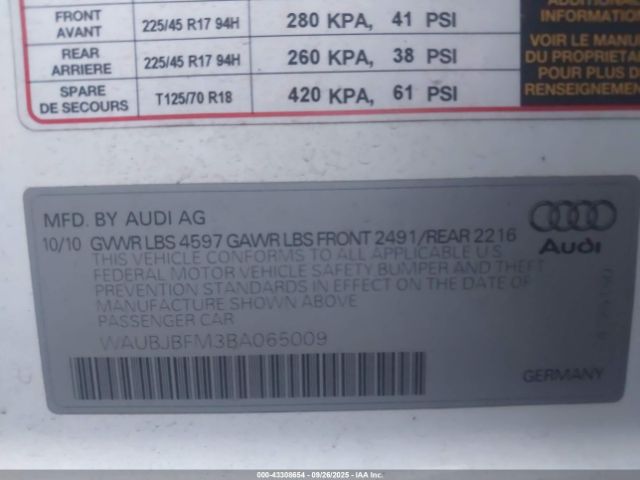 FRONT
AVANT 225/45 R17 94H 280 KPA, 41 PSI
REAR
ARRIERE 225/45 R17 94H 260 KPA, 38 PSI
SPARE
DE SECOURS T125/70 R18 420 KPA, 61 PSI
ADDITIONAL
INFORMATION
VOIR LE MANU
DU PROPRIETA
POUR PLUS D
RENSEIGNEMEN
MFD. BY AUDI AG
10/10 GVWR LBS 4597 GAWR LBS FRONT 2491/REAR 2216
THIS VEHICLE CONFORMS TO ALL APPLICABLE U.S.
FEDERAL MOTOR VEHICLE SAFETY BUMPER AND THEFT
PREVENTION STANDARDS IN EFFECT ON THE DATE OF
MANUFACTURE SHOWN ABOVE
PASSENGER CAR
WAUBJBFM3BA065009
Audi
GERMANY
000-43308654 / 09/26/2025 / IAA Inc.